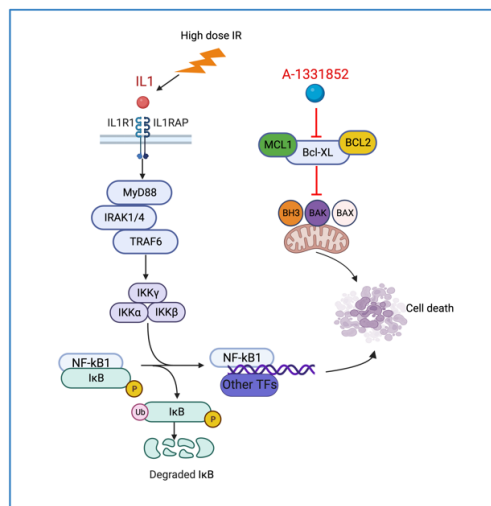 High dose IR
IL1
A-1331852
IL1R1
IL1RAP
MCL1
BCL2
Bcl-XL
MyD88
IRAK1/4
TRAF6
BH3
BAK
BAX
IKKγ
IKKα
IKKβ
Cell death
NF-kB1
IκB
P
NF-kB1
Other TFs
Ub
IκB
P
Degraded IκB